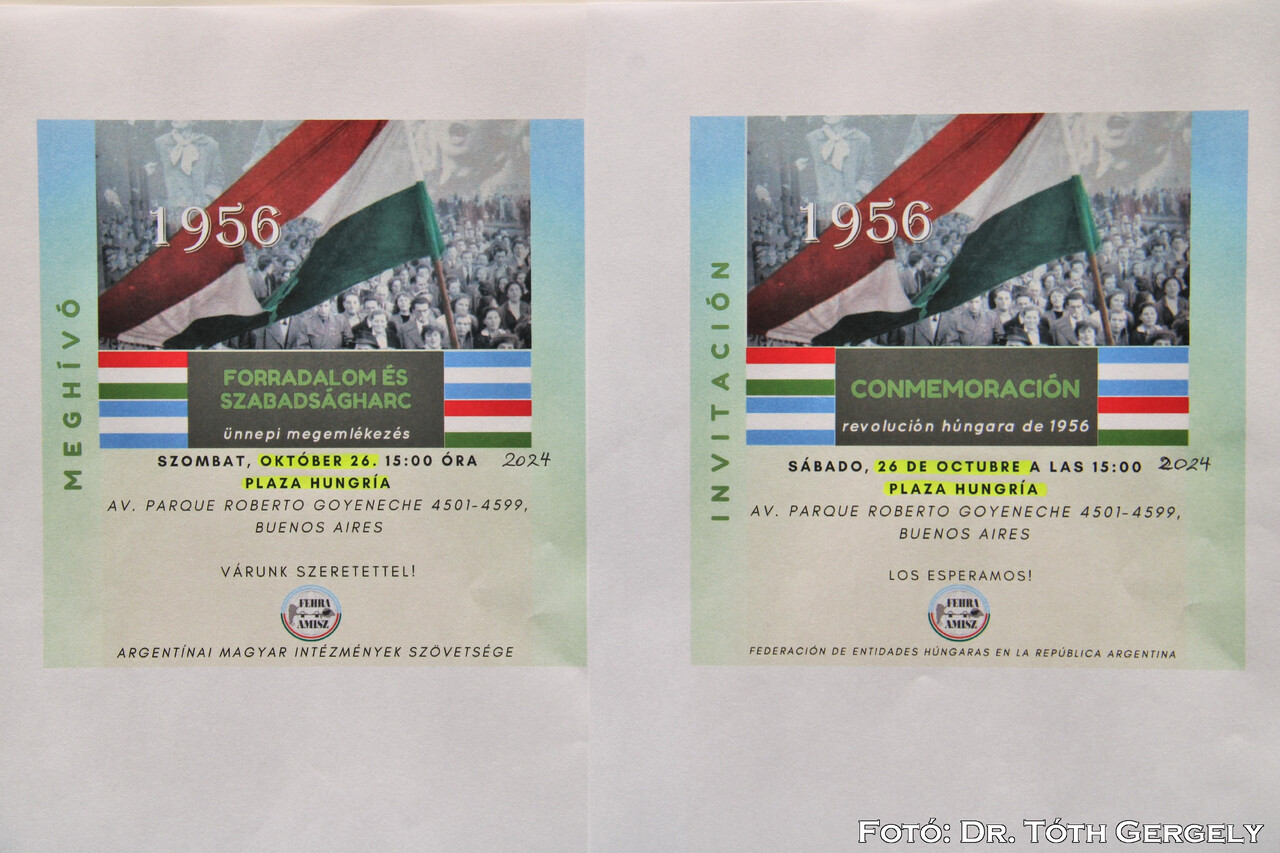 1956
MEGHÍVÓ
FORRADALOM ÉS
SZABADSÁGHARC
ünnepi megemlékezés
SZOMBAT, OKTÓBER 26. 15:00 ÓRA 2024
PLAZA HUNGRÍA
AV. PARQUE ROBERTO GOYENECHE 4501-4599,
BUENOS AIRES
VÁRUNK SZERETETTEL!
FEHRA
AMISZ
ARGENTÍNAI MAGYAR INTÉZMÉNYEK SZÖVETSÉGE
1956
INVITACIÓN
CONMEMORACIÓN
revolución húngara de 1956
SÁBADO, 26 DE OCTUBRE A LAS 15:00 2024
PLAZA HUNGRÍA
AV. PARQUE ROBERTO GOYENECHE 4501-4599,
BUENOS AIRES
LOS ESPERAMOS!
FEHRA
AMISZ
FEDERACIÓN DE ENTIDADES HÚNGARAS EN LA REPÚBLICA ARGENTINA
Fotó: Dr. Tóth Gergely